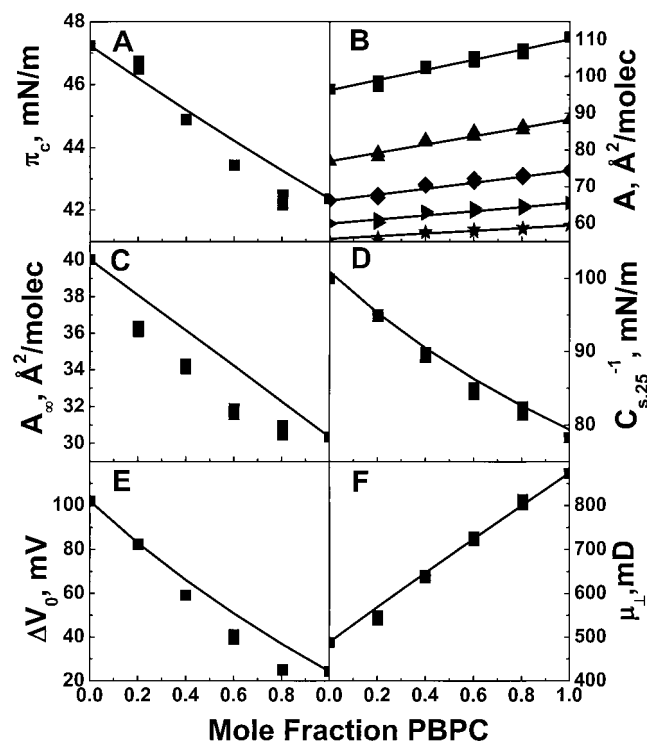 A
B
48
46
44
42
π_c, mN/m
110
100
90
80
70
60
A, Å²/molec
C
D
40
38
36
34
32
30
A_∞, Å²/molec
100
90
80
C_s,25^-1, mN/m
E
F
100
80
60
40
20
ΔV_0, mV
800
700
600
500
400
μ_⊥,mD
0.0 0.2 0.4 0.6 0.8 0.0 0.2 0.4 0.6 0.8 1.0
Mole Fraction PBPC